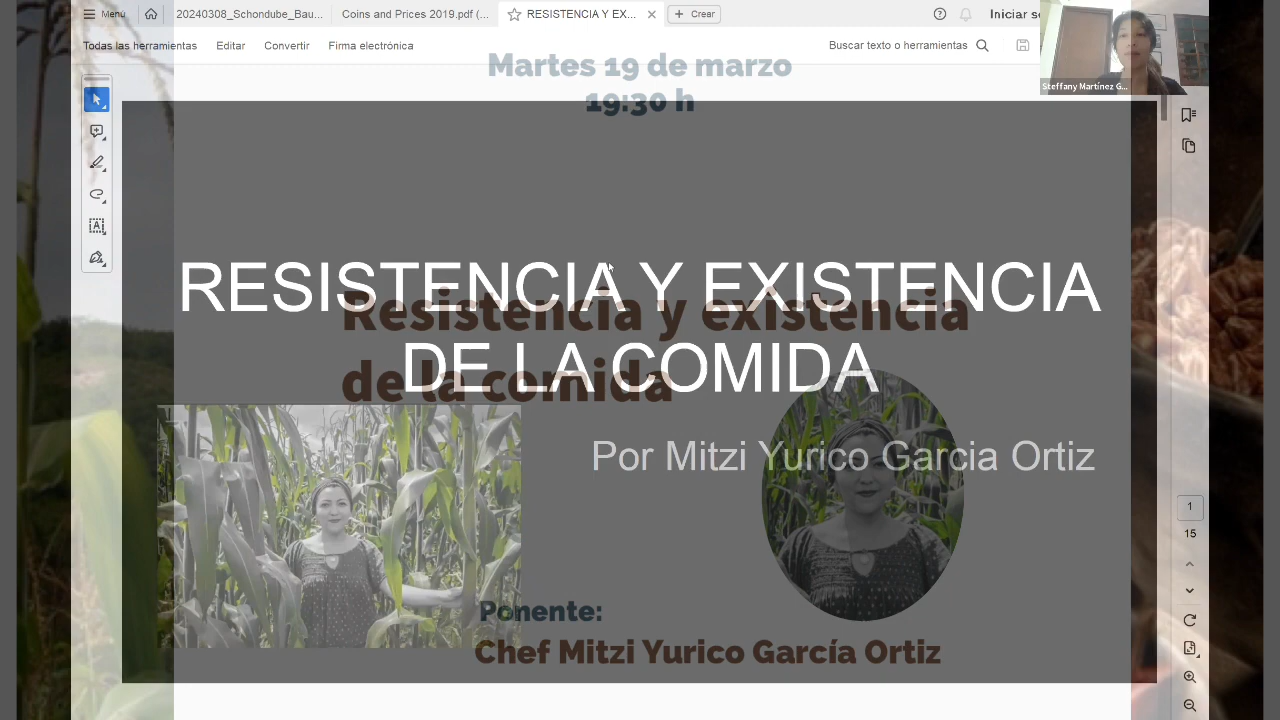 Menú
20240308_Schondube_Bau...
Coins and Prices 2019.pdf (...
RESISTENCIA Y EX...
Crear
Todas las herramientas
Editar
Convertir
Firma electrónica
Buscar texto o herramientas
Steffany Martínez G...
Martes 19 de marzo
19:30 h
RESISTENCIA Y EXISTENCIA
DE LA COMIDA
Resistencia y existencia
de la comida
Por Mitzi Yurico Garcia Ortiz
1
15
Ponente:
Chef Mitzi Yurico García Ortiz